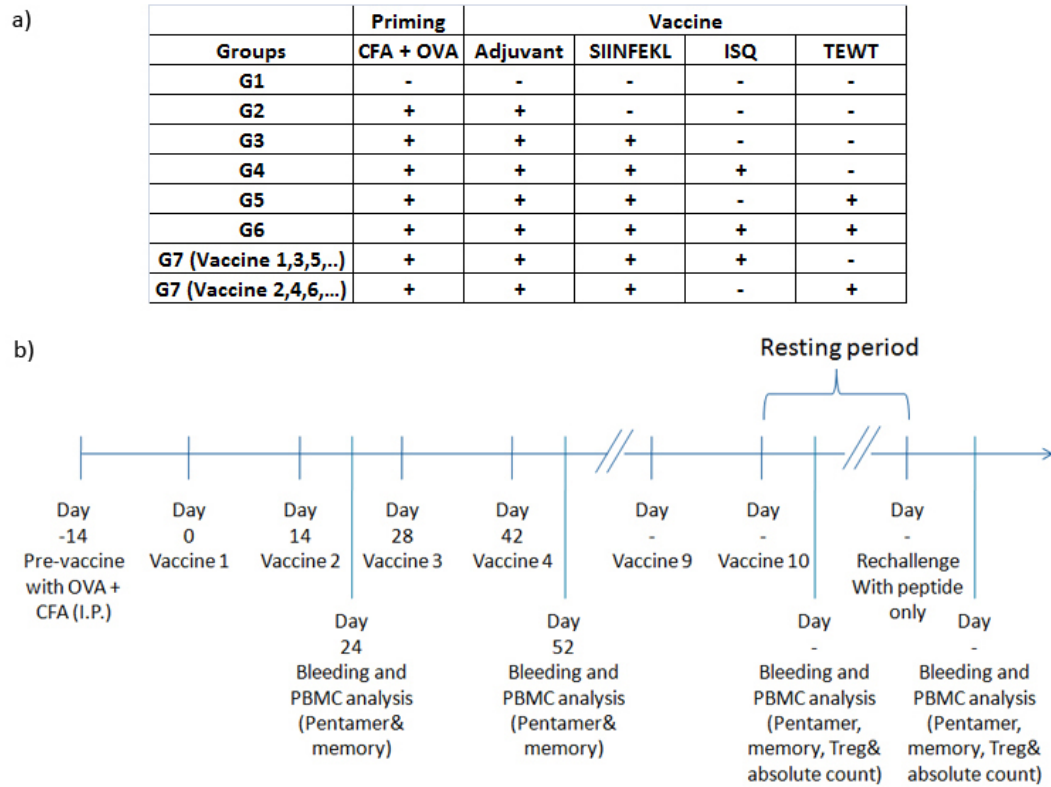 a)
Priming Vaccine
Groups CFA + OVA Adjuvant SIINFEKL ISQ TEWT
G1 - - - - -
G2 + + - - -
G3 + + + - -
G4 + + + + -
G5 + + + - +
G6 + + + + +
G7 (Vaccine 1,3,5,..) + + + + -
G7 (Vaccine 2,4,6,...) + + + - +
b)
Resting period
Day
-14
Pre-vaccine
with OVA +
CFA (I.P.)
Day
0
Vaccine 1
Day
14
Vaccine 2
Day
24
Bleeding and
PBMC analysis
(Pentamer&
memory)
Day
28
Vaccine 3
Day
42
Vaccine 4
Day
52
Bleeding and
PBMC analysis
(Pentamer&
memory)
Day
-
Vaccine 9
Day
-
Vaccine 10
Day
-
Bleeding and
PBMC analysis
(Pentamer,
memory, Treg&
absolute count)
Day
-
Rechallenge
With peptide
only
Day
-
Bleeding and
PBMC analysis
(Pentamer,
memory, Treg&
absolute count)